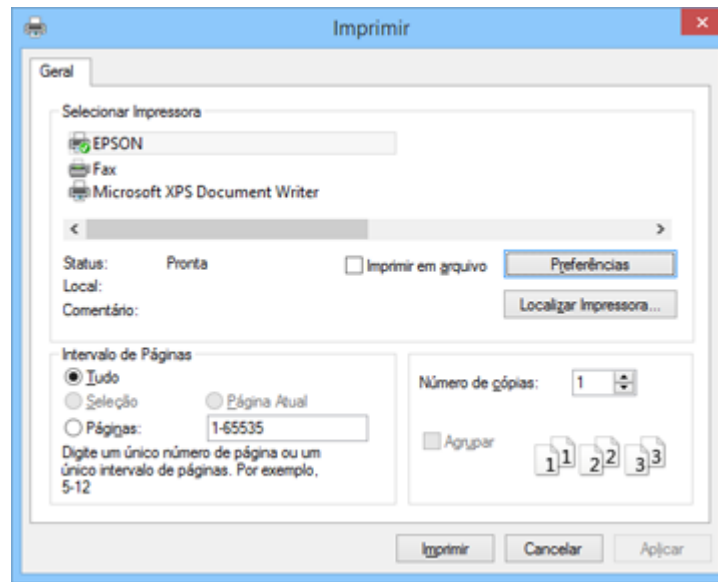 Imprimir
Geral
Selecionar Impressora
EPSON
Fax
Microsoft XPS Document Writer
Status: Pronta
Imprimir em arquivo
Preferências
Local:
Localizar Impressora...
Comentário:
Intervalo de Páginas
Tudo
Seleção
Página Atual
Páginas: 1-65535
Digite um único número de página ou um
único intervalo de páginas. Por exemplo,
5-12
Número de cópias: 1
Agrupar
1 1 2 2 3 3
Imprimir
Cancelar
Aplicar